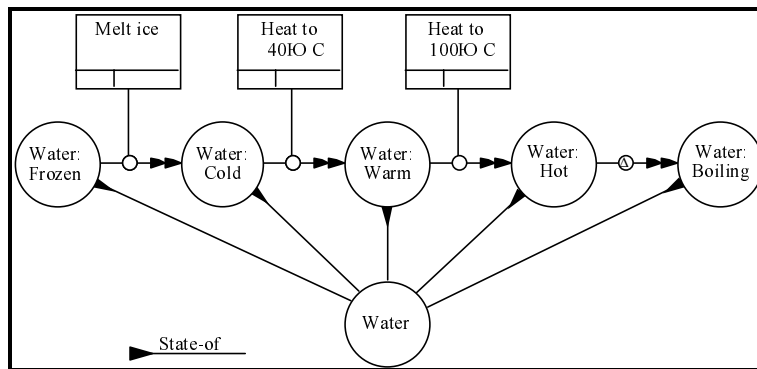 Melt ice
Heat to
40Ю C
Heat to
100Ю C
Water:
Frozen
Water:
Cold
Water:
Warm
Water:
Hot
Δ
Water:
Boiling
Water
State-of